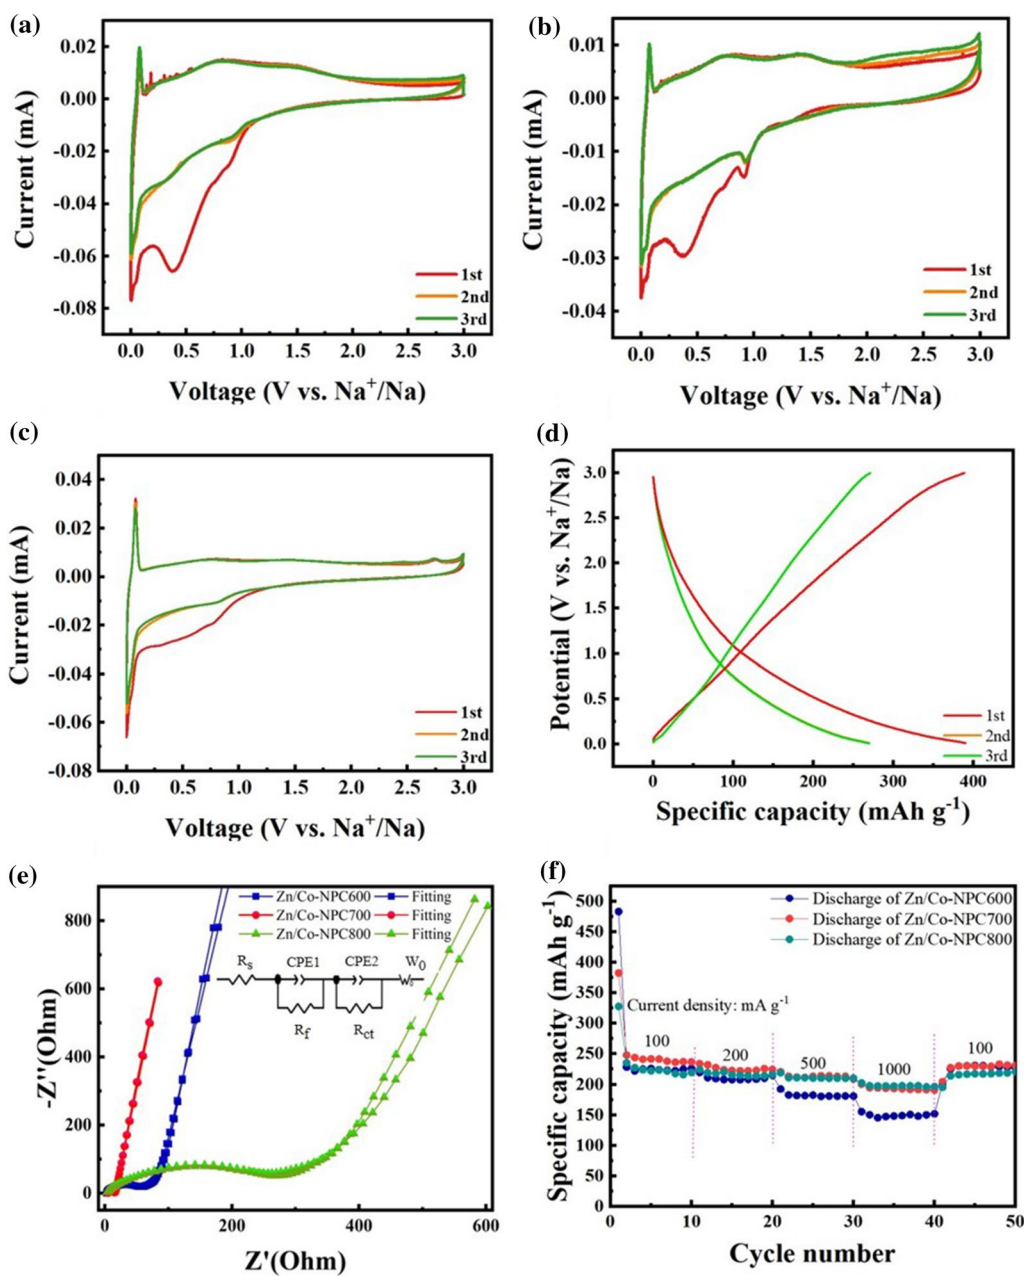 (a)
0.02
0.00
-0.02
-0.04
-0.06
-0.08
Current (mA)
1st
2nd
3rd
0.0 0.5 1.0 1.5 2.0 2.5 3.0
Voltage (V vs. Na⁺/Na)
(b)
0.01
0.00
-0.01
-0.02
-0.03
-0.04
Current (mA)
1st
2nd
3rd
0.0 0.5 1.0 1.5 2.0 2.5 3.0
Voltage (V vs. Na⁺/Na)
(c)
0.04
0.02
0.00
-0.02
-0.04
-0.06
-0.08
Current (mA)
1st
2nd
3rd
0.0 0.5 1.0 1.5 2.0 2.5 3.0
Voltage (V vs. Na⁺/Na)
(d)
3.0
2.5
2.0
1.5
1.0
0.5
0.0
Potential (V vs. Na⁺/Na)
1st
2nd
3rd
0 100 200 300 400
Specific capacity (mAh g⁻¹)
(e)
800
600
400
200
0
-Z''(Ohm)
Zn/Co-NPC600 Fitting
Zn/Co-NPC700 Fitting
Zn/Co-NPC800 Fitting
Rs CPE1 CPE2 W0
Rf Rct
0 200 400 600
Z'(Ohm)
(f)
500
450
400
350
300
250
200
150
100
50
0
Specific capacity (mAh g⁻¹)
Discharge of Zn/Co-NPC600
Discharge of Zn/Co-NPC700
Discharge of Zn/Co-NPC800
Current density: mA g⁻¹
100 200 500 1000 100
0 10 20 30 40 50
Cycle number